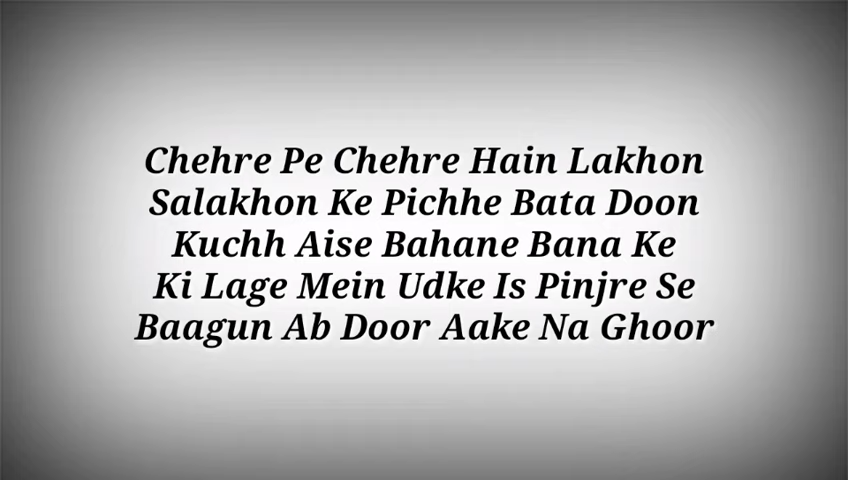 Chehre Pe Chehre Hain Lakhon
Salakhon Ke Pichhe Bata Doon
Kuchh Aise Bahane Bana Ke
Ki Lage Mein Udke Is Pinjre Se
Baagun Ab Door Aake Na Ghoor